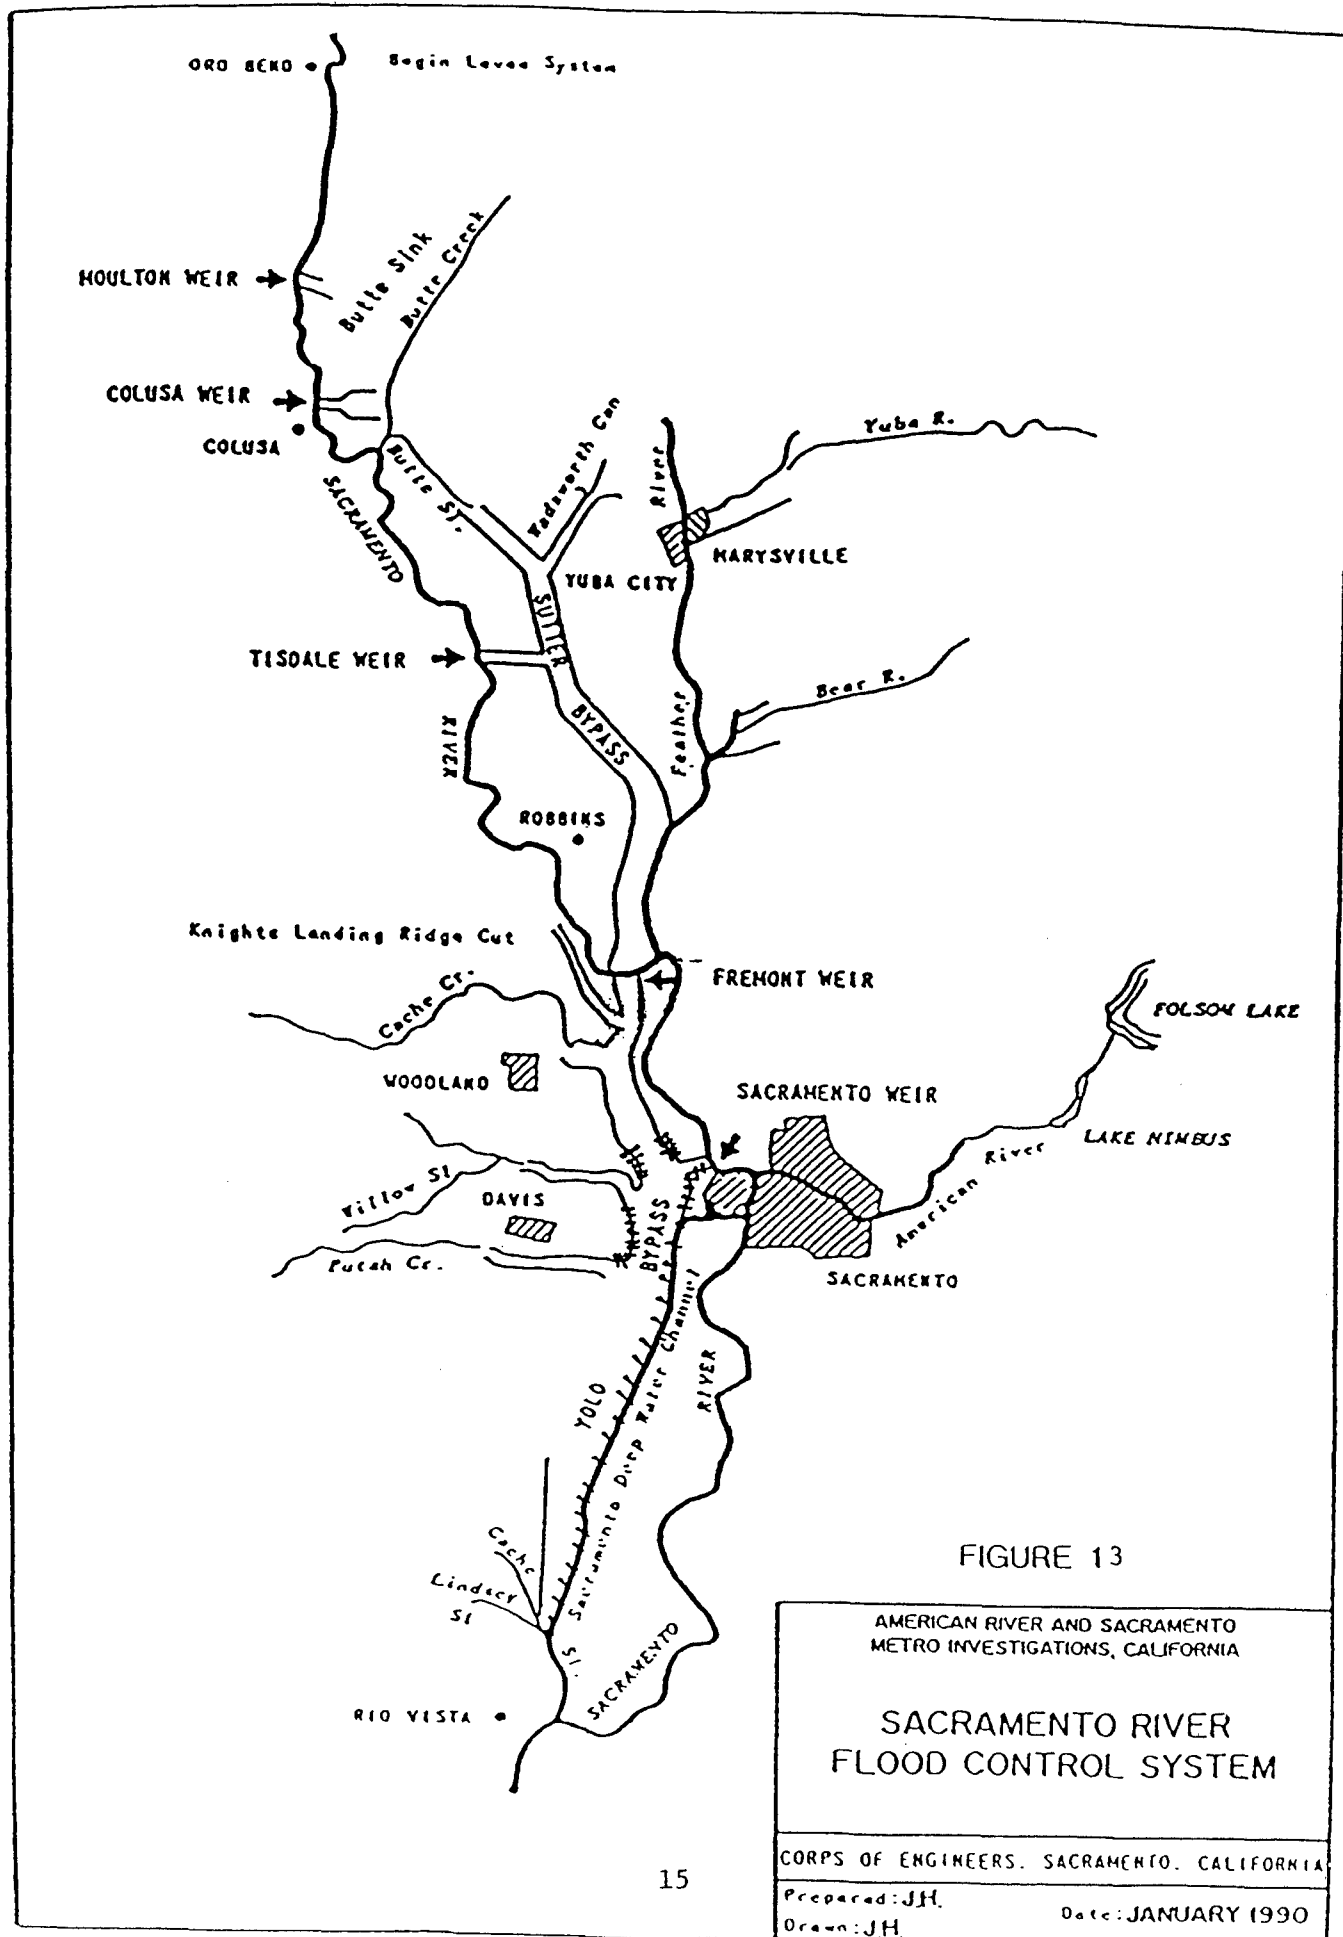 ORO BEND
Begin Levee System
Butte Sink
Butte Creek
MOULTON WEIR
COLUSA WEIR
COLUSA
Butte Sl.
Wadsworth Can
River
Yuba R.
SACRAMENTO
MARYSVILLE
YUBA CITY
SUTTER
TISDALE WEIR
Bear R.
BYPASS
Feather
RIVER
ROBBINS
Knights Landing Ridge Cut
FREMONT WEIR
Cache Cr.
FOLSOM LAKE
WOODLAND
SACRAMENTO WEIR
LAKE NIMBUS
American River
Willow Sl
DAVIS
BYPASS
Putah Cr.
SACRAMENTO
YOLO
Sacramento Deep Water Channel
RIVER
Cache
Lindsey
Sl
Sl.
SACRAMENTO
RIO VISTA
FIGURE 13
AMERICAN RIVER AND SACRAMENTO
METRO INVESTIGATIONS, CALIFORNIA
SACRAMENTO RIVER
FLOOD CONTROL SYSTEM
CORPS OF ENGINEERS. SACRAMENTO. CALIFORNIA
Prepared: J.H.
Date: JANUARY 1990
Drawn: J.H.
15